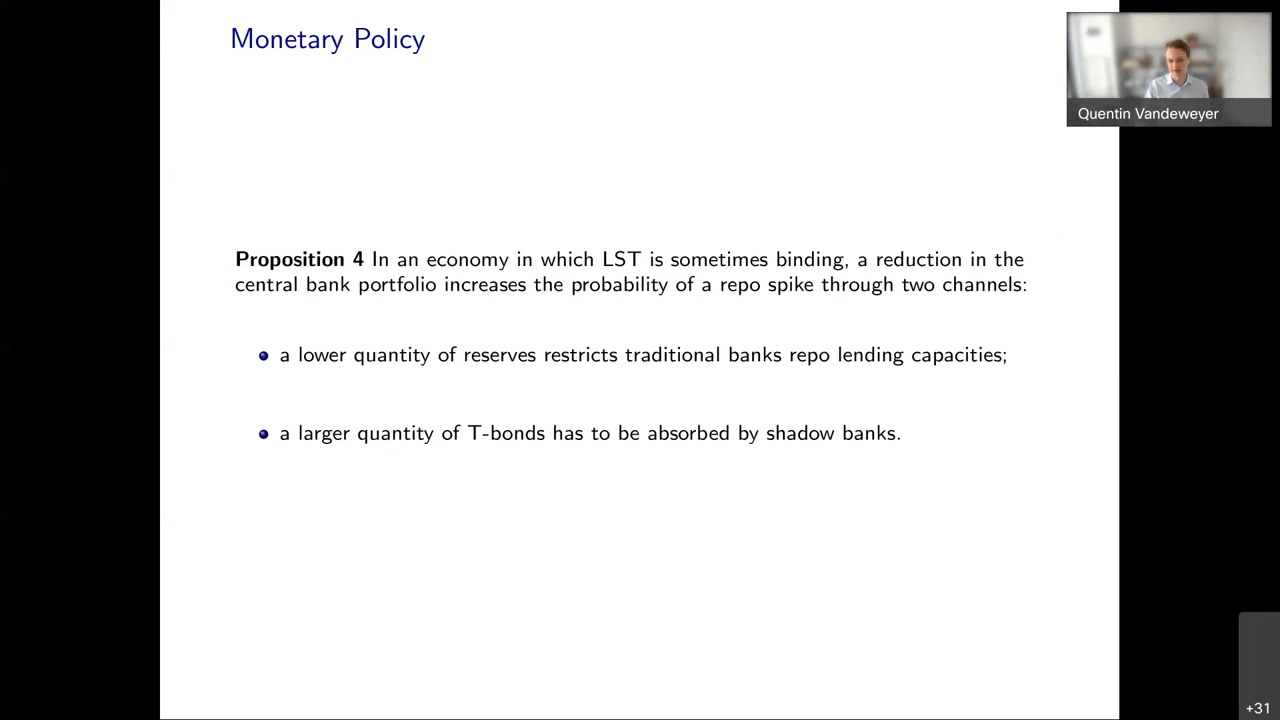 Monetary Policy
Quentin Vandeweyer
Proposition 4 In an economy in which LST is sometimes binding, a reduction in the
central bank portfolio increases the probability of a repo spike through two channels:
a lower quantity of reserves restricts traditional banks repo lending capacities;
a larger quantity of T-bonds has to be absorbed by shadow banks.
+31